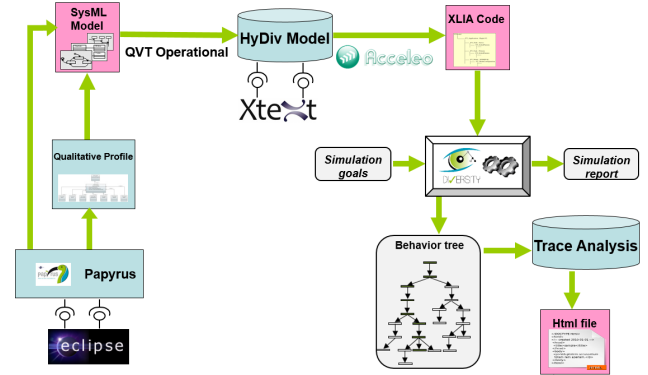 SysML
Model
QVT Operational
HyDiv Model
Acceleo
XLIA Code
Xtext
Qualitative Profile
Simulation
goals
DIVERSITY
Simulation
report
Papyrus
Behavior tree
Trace Analysis
eclipse
Html file